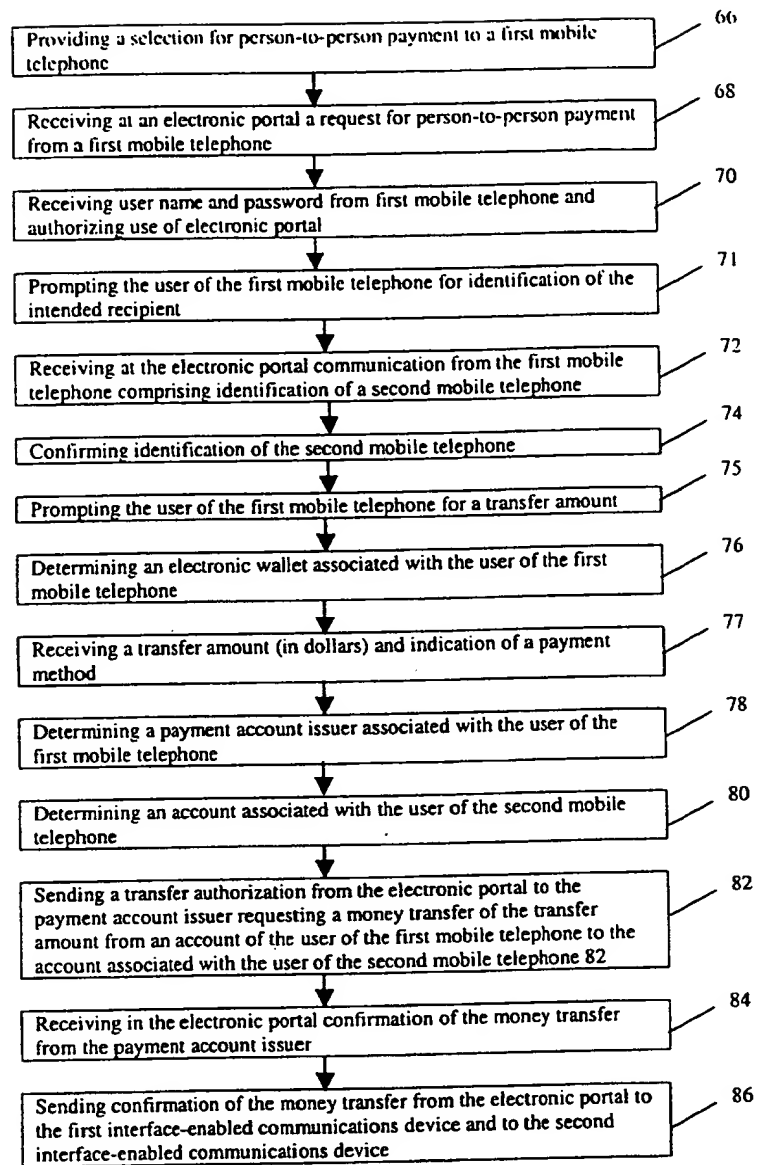 66
Providing a selection for person-to-person payment to a first mobile
telephone
68
Receiving at an electronic portal a request for person-to-person payment
from a first mobile telephone
70
Receiving user name and password from first mobile telephone and
authorizing use of electronic portal
71
Prompting the user of the first mobile telephone for identification of the
intended recipient
72
Receiving at the electronic portal communication from the first mobile
telephone comprising identification of a second mobile telephone
74
Confirming identification of the second mobile telephone
75
Prompting the user of the first mobile telephone for a transfer amount
76
Determining an electronic wallet associated with the user of the first
mobile telephone
77
Receiving a transfer amount (in dollars) and indication of a payment
method
78
Determining a payment account issuer associated with the user of the
first mobile telephone
80
Determining an account associated with the user of the second mobile
telephone
82
Sending a transfer authorization from the electronic portal to the
payment account issuer requesting a money transfer of the transfer
amount from an account of the user of the first mobile telephone to the
account associated with the user of the second mobile telephone 82
84
Receiving in the electronic portal confirmation of the money transfer
from the payment account issuer
86
Sending confirmation of the money transfer from the electronic portal to
the first interface-enabled communications device and to the second
interface-enabled communications device